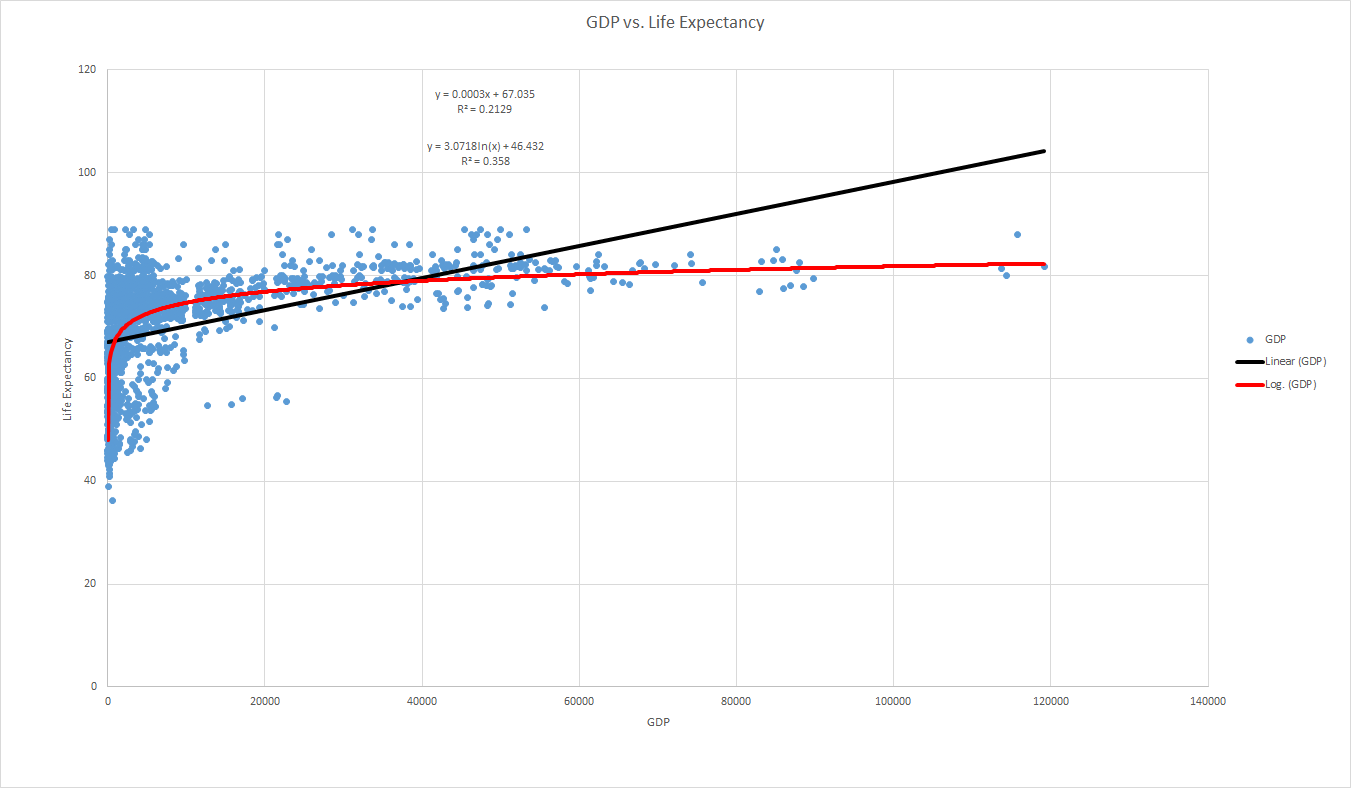 GDP vs. Life Expectancy
120
100
80
60
40
20
0
Life Expectancy
y = 0.0003x + 67.035
R² = 0.2129
y = 3.0718ln(x) + 46.432
R² = 0.358
0 20000 40000 60000 80000 100000 120000 140000
GDP
GDP
Linear (GDP)
Log. (GDP)